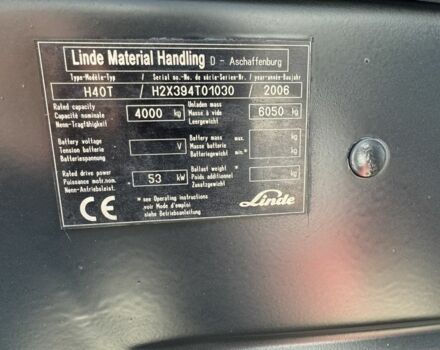 Linde Material Handling D - Aschaffenburg
Type-Modèle-Typ / Serial no.-No. de série-Serien-Nr. / year-année-Baujahr
H40T / H2X394T01030 / 2006
Rated capacity
Capacité nominale
Nenn-Tragfähigkeit
4000 kg
Unladen mass
Masse à vide
Leergewicht
6050 kg
Battery voltage
Tension batterie
Batteriespannung
V
Battery mass max.
Masse batterie
Batteriegewicht min.
kg
kg
Rated drive power
Puissance motr.nom.
Nenn-Antriebsleist.
53 kW
Ballast weight *
Poids additionnel
Zusatzgewicht
kg
CE
* see Operating instructions
voir Mode d'emploi
siehe Betriebsanleitung
Linde